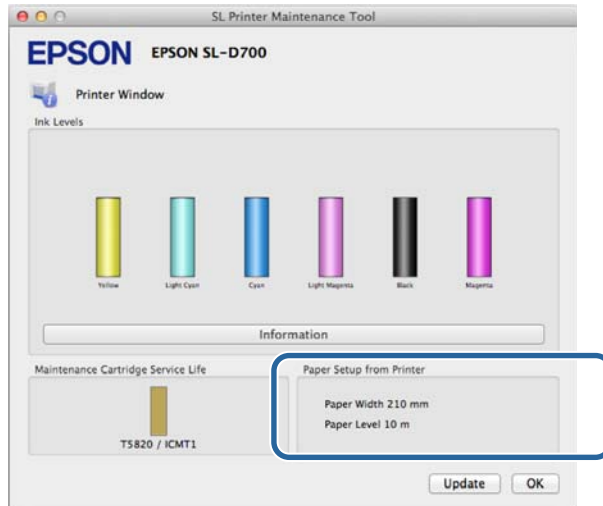 SL Printer Maintenance Tool
EPSON EPSON SL-D700
Printer Window
Ink Levels
Yellow Light Cyan Cyan Light Magenta Black Magenta
Information
Maintenance Cartridge Service Life
T5820 / ICMT1
Paper Setup from Printer
Paper Width 210 mm
Paper Level 10 m
Update OK